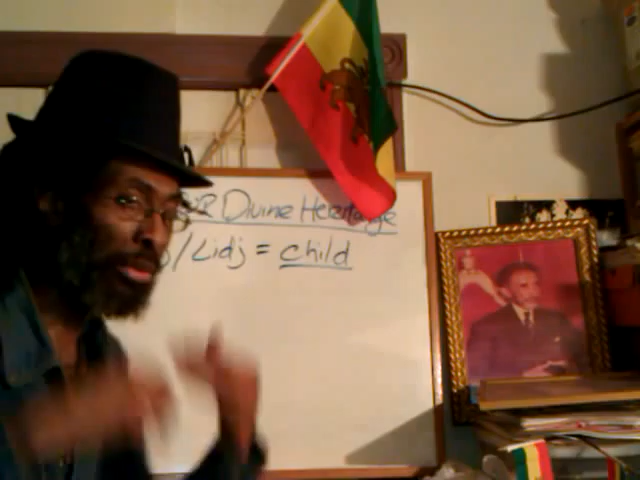 Divine Heritage
/Lidj = child